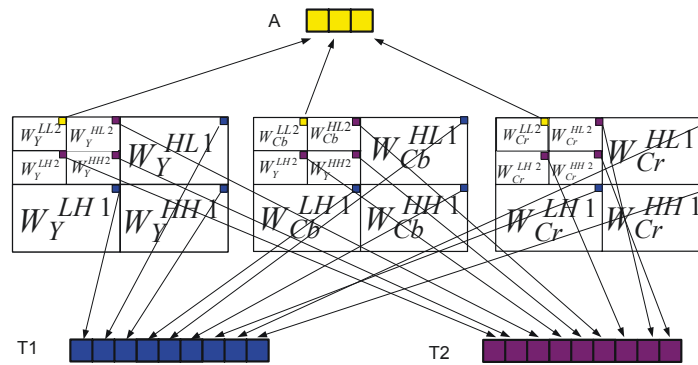 A
W_Y^{LL2} W_Y^{HL2} W_Y^{HL1}
W_Y^{LH2} W_Y^{HH2}
W_Y^{LH1} W_Y^{HH1}
W_{Cb}^{LL2} W_{Cb}^{HL2} W_{Cb}^{HL1}
W_{Cb}^{LH2} W_{Cb}^{HH2}
W_{Cb}^{LH1} W_{Cb}^{HH1}
W_{Cr}^{LL2} W_{Cr}^{HL2} W_{Cr}^{HL1}
W_{Cr}^{LH2} W_{Cr}^{HH2}
W_{Cr}^{LH1} W_{Cr}^{HH1}
T1
T2